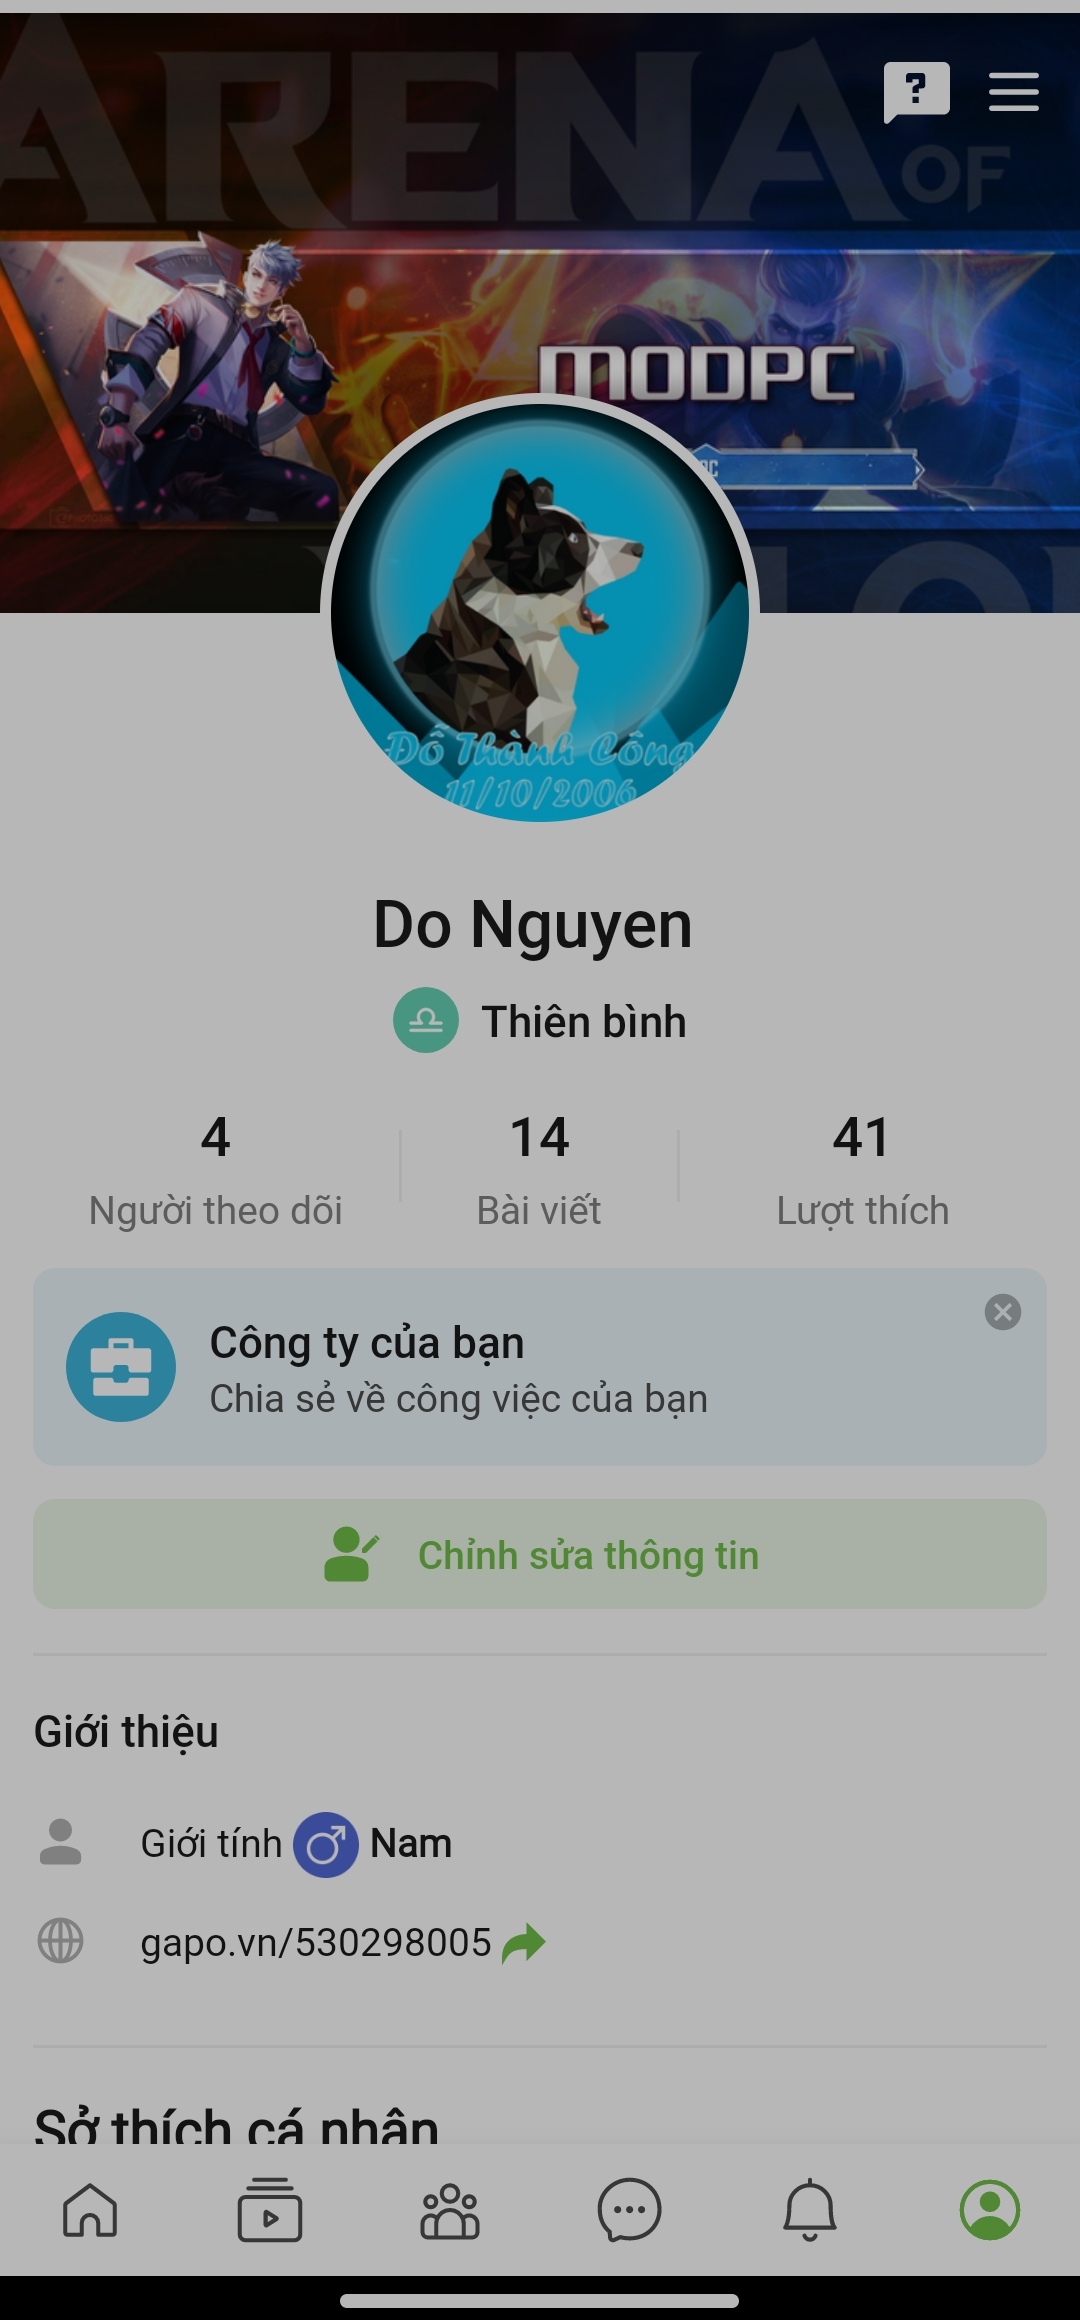 ARENA
OF
?
MODPC
Đỗ Thành Công
11/10/2006
Do Nguyen
Thiên bình
4
14
41
Người theo dõi
Bài viết
Lượt thích
Công ty của bạn
Chia sẻ về công việc của bạn
Chỉnh sửa thông tin
Giới thiệu
Giới tính Nam
gapo.vn/530298005
Sở thích cá nhân